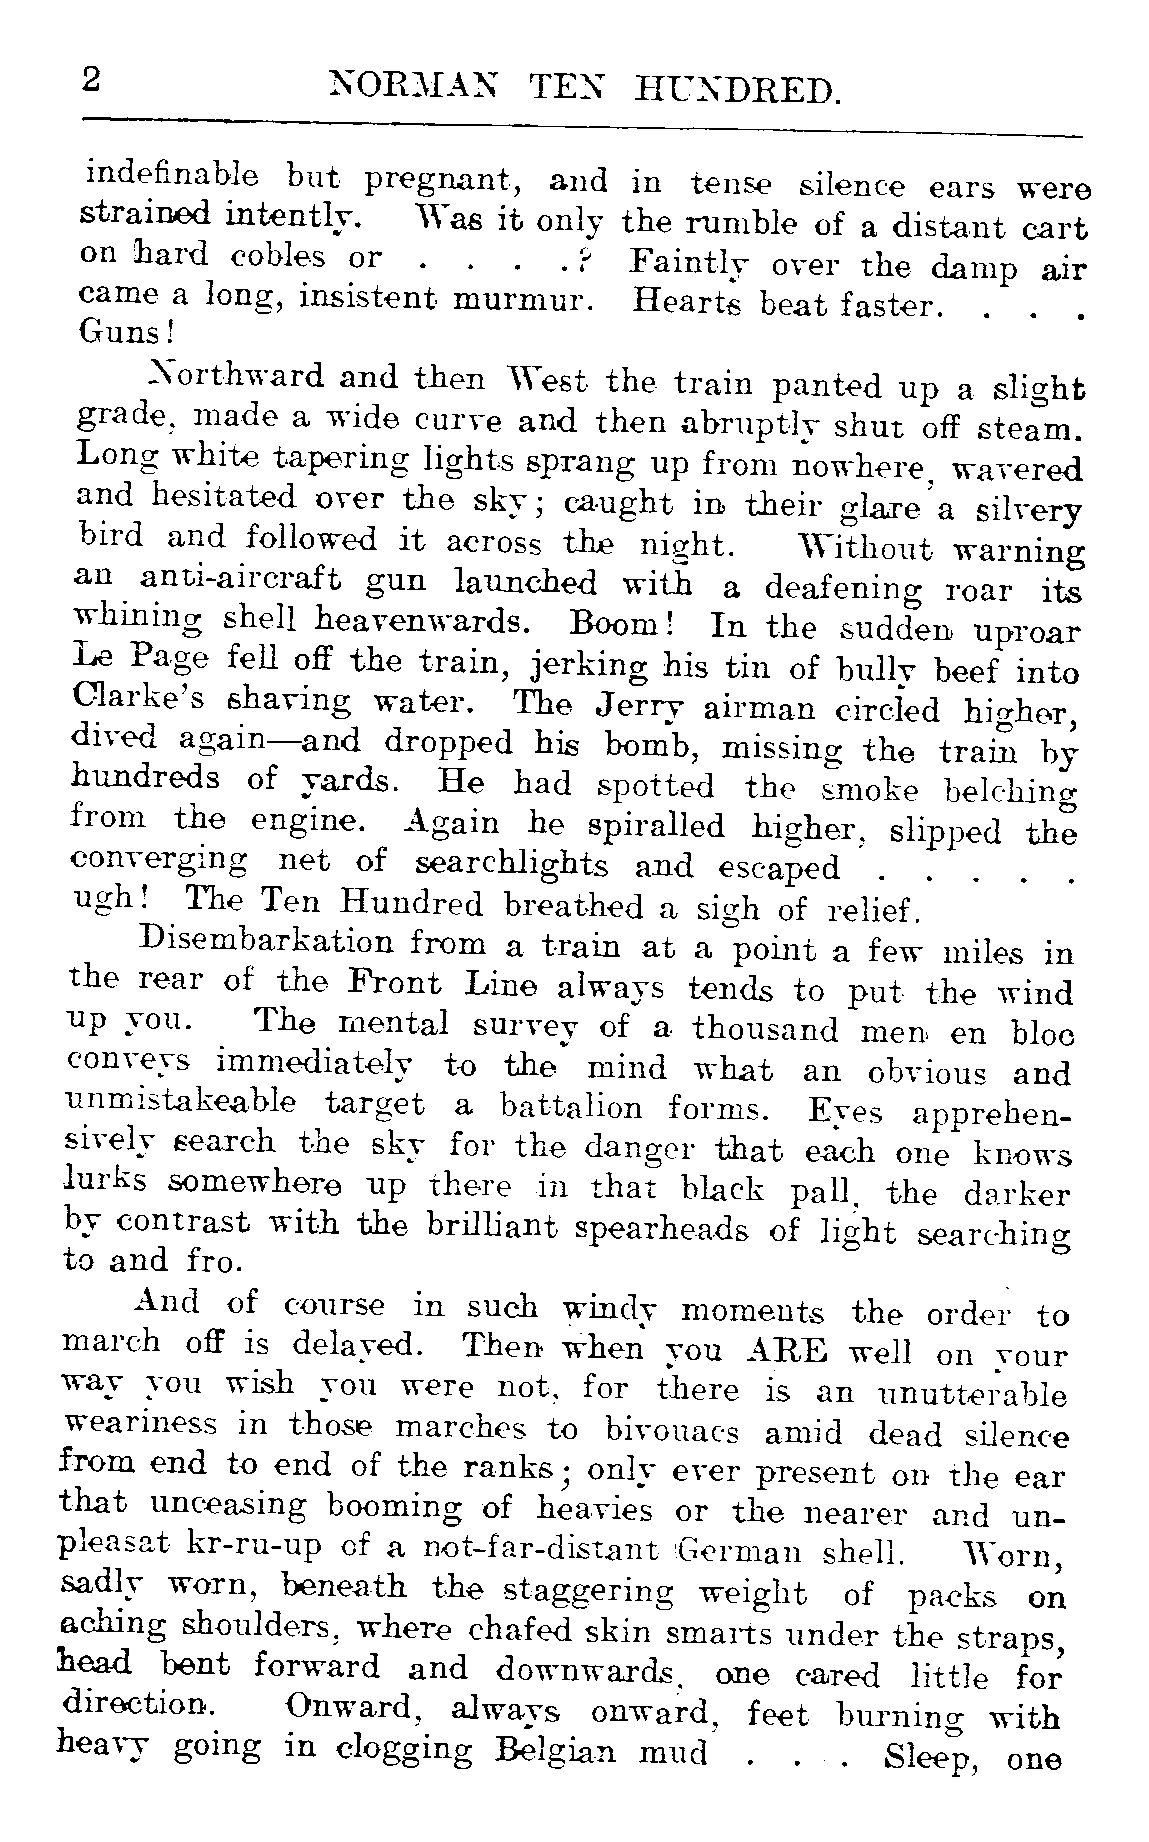 2 NORMAN TEN HUNDRED.
indefinable but pregnant, and in tense silence ears were
strained intently. Was it only the rumble of a distant cart
on hard cobles or . . . .? Faintly over the damp air
came a long, insistent murmur. Hearts beat faster. . . .
Guns!
Northward and then West the train panted up a slight
grade, made a wide curve and then abruptly shut off steam.
Long white tapering lights sprang up from nowhere, wavered
and hesitated over the sky; caught in their glare a silvery
bird and followed it across the night. Without warning
an anti-aircraft gun launched with a deafening roar its
whining shell heavenwards. Boom! In the sudden uproar
Le Page fell off the train, jerking his tin of bully beef into
Clarke's shaving water. The Jerry airman circled higher,
dived again—and dropped his bomb, missing the train by
hundreds of yards. He had spotted the smoke belching
from the engine. Again he spiralled higher, slipped the
converging net of searchlights and escaped . . . . .
ugh! The Ten Hundred breathed a sigh of relief.
Disembarkation from a train at a point a few miles in
the rear of the Front Line always tends to put the wind
up you. The mental survey of a thousand men en bloc
conveys immediately to the mind what an obvious and
unmistakeable target a battalion forms. Eyes apprehen-
sively search the sky for the danger that each one knows
lurks somewhere up there in that black pall, the darker
by contrast with the brilliant spearheads of light searching
to and fro.
And of course in such windy moments the order to
march off is delayed. Then when you ARE well on your
way you wish you were not, for there is an unutterable
weariness in those marches to bivouacs amid dead silence
from end to end of the ranks; only ever present on the ear
that unceasing booming of heavies or the nearer and un-
pleasat kr-ru-up of a not-far-distant German shell. Worn,
sadly worn, beneath the staggering weight of packs on
aching shoulders, where chafed skin smarts under the straps,
head bent forward and downwards, one cared little for
direction. Onward, always onward, feet burning with
heavy going in clogging Belgian mud . . . Sleep, one